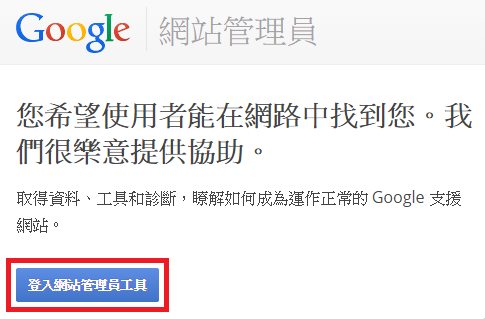 Google 網站管理員
您希望使用者能在網路中找到您。我
們很樂意提供協助。
取得資料、工具和診斷，瞭解如何成為運作正常的 Google 支援
網站。
登入網站管理員工具